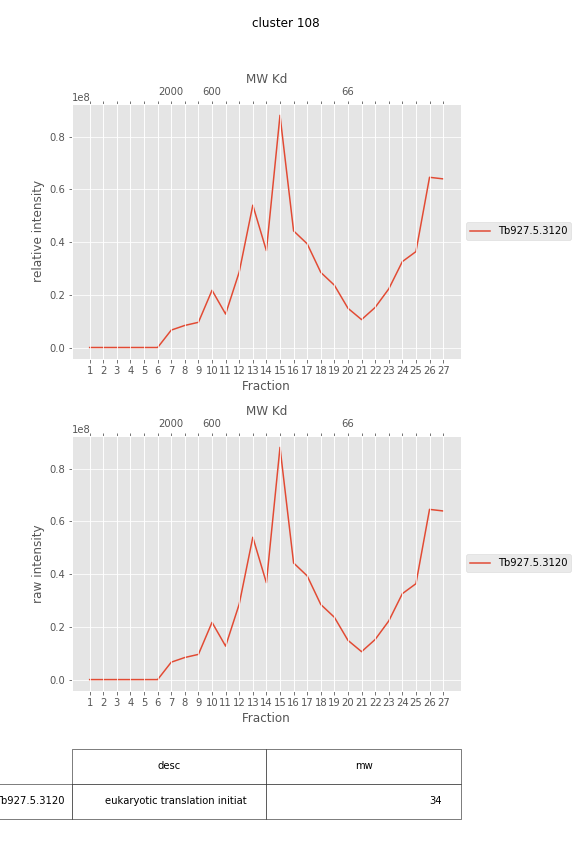 cluster 108
MW Kd
2000 600 66
1e8
0.8
0.6
0.4
0.2
0.0
relative intensity
Tb927.5.3120
1 2 3 4 5 6 7 8 9 10 11 12 13 14 15 16 17 18 19 20 21 22 23 24 25 26 27
Fraction
MW Kd
2000 600 66
1e8
0.8
0.6
0.4
0.2
0.0
raw intensity
Tb927.5.3120
1 2 3 4 5 6 7 8 9 10 11 12 13 14 15 16 17 18 19 20 21 22 23 24 25 26 27
Fraction
desc mw
b927.5.3120 eukaryotic translation initiat 34